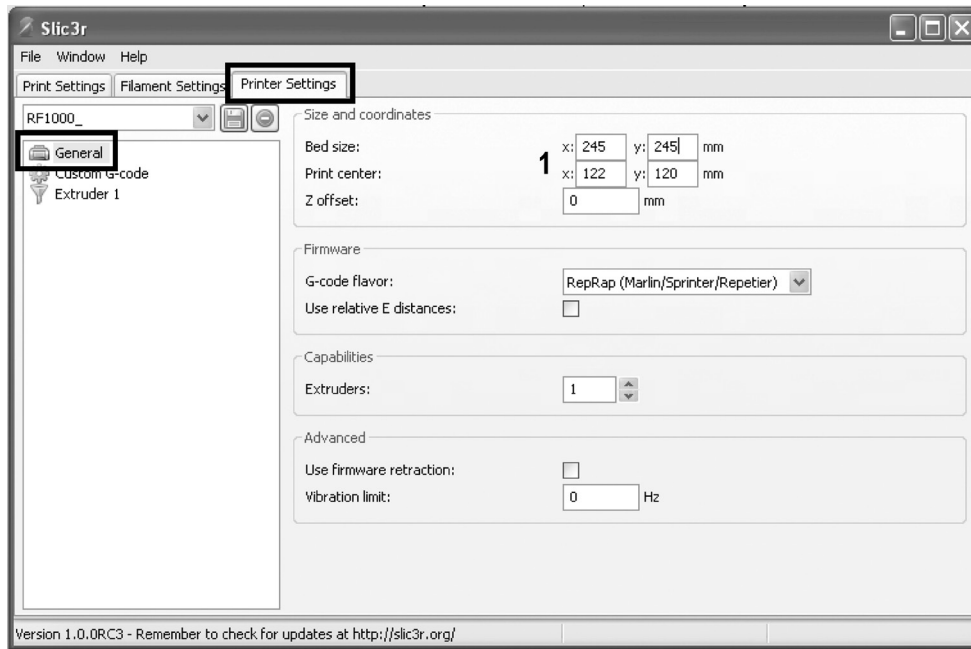 Slic3r
File Window Help
Print Settings Filament Settings Printer Settings
RF1000_
General
Custom G-code
Extruder 1
Size and coordinates
Bed size: x: 245 y: 245 mm
1
Print center: x: 122 y: 120 mm
Z offset: 0 mm
Firmware
G-code flavor: RepRap (Marlin/Sprinter/Repetier)
Use relative E distances:
Capabilities
Extruders: 1
Advanced
Use firmware retraction:
Vibration limit: 0 Hz
Version 1.0.0RC3 - Remember to check for updates at http://slic3r.org/